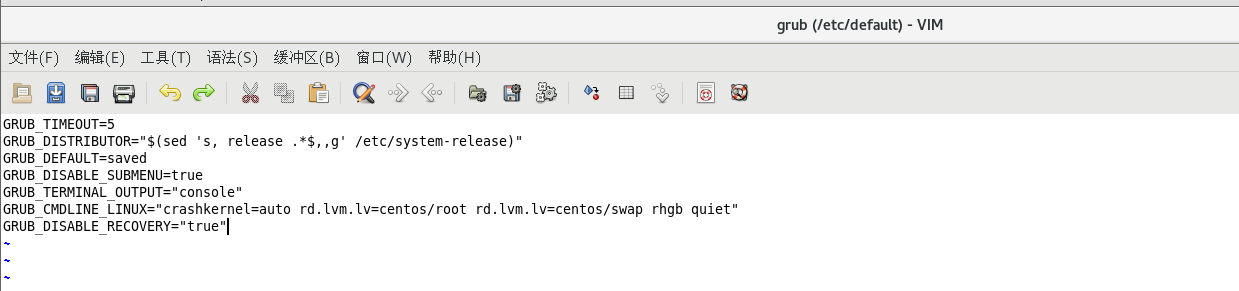 grub (/etc/default) - VIM
文件(F) 编辑(E) 工具(T) 语法(S) 缓冲区(B) 窗口(W) 帮助(H)
GRUB_TIMEOUT=5
GRUB_DISTRIBUTOR="$(sed 's, release .*$,,g' /etc/system-release)"
GRUB_DEFAULT=saved
GRUB_DISABLE_SUBMENU=true
GRUB_TERMINAL_OUTPUT="console"
GRUB_CMDLINE_LINUX="crashkernel=auto rd.lvm.lv=centos/root rd.lvm.lv=centos/swap rhgb quiet"
GRUB_DISABLE_RECOVERY="true"
~
~
~